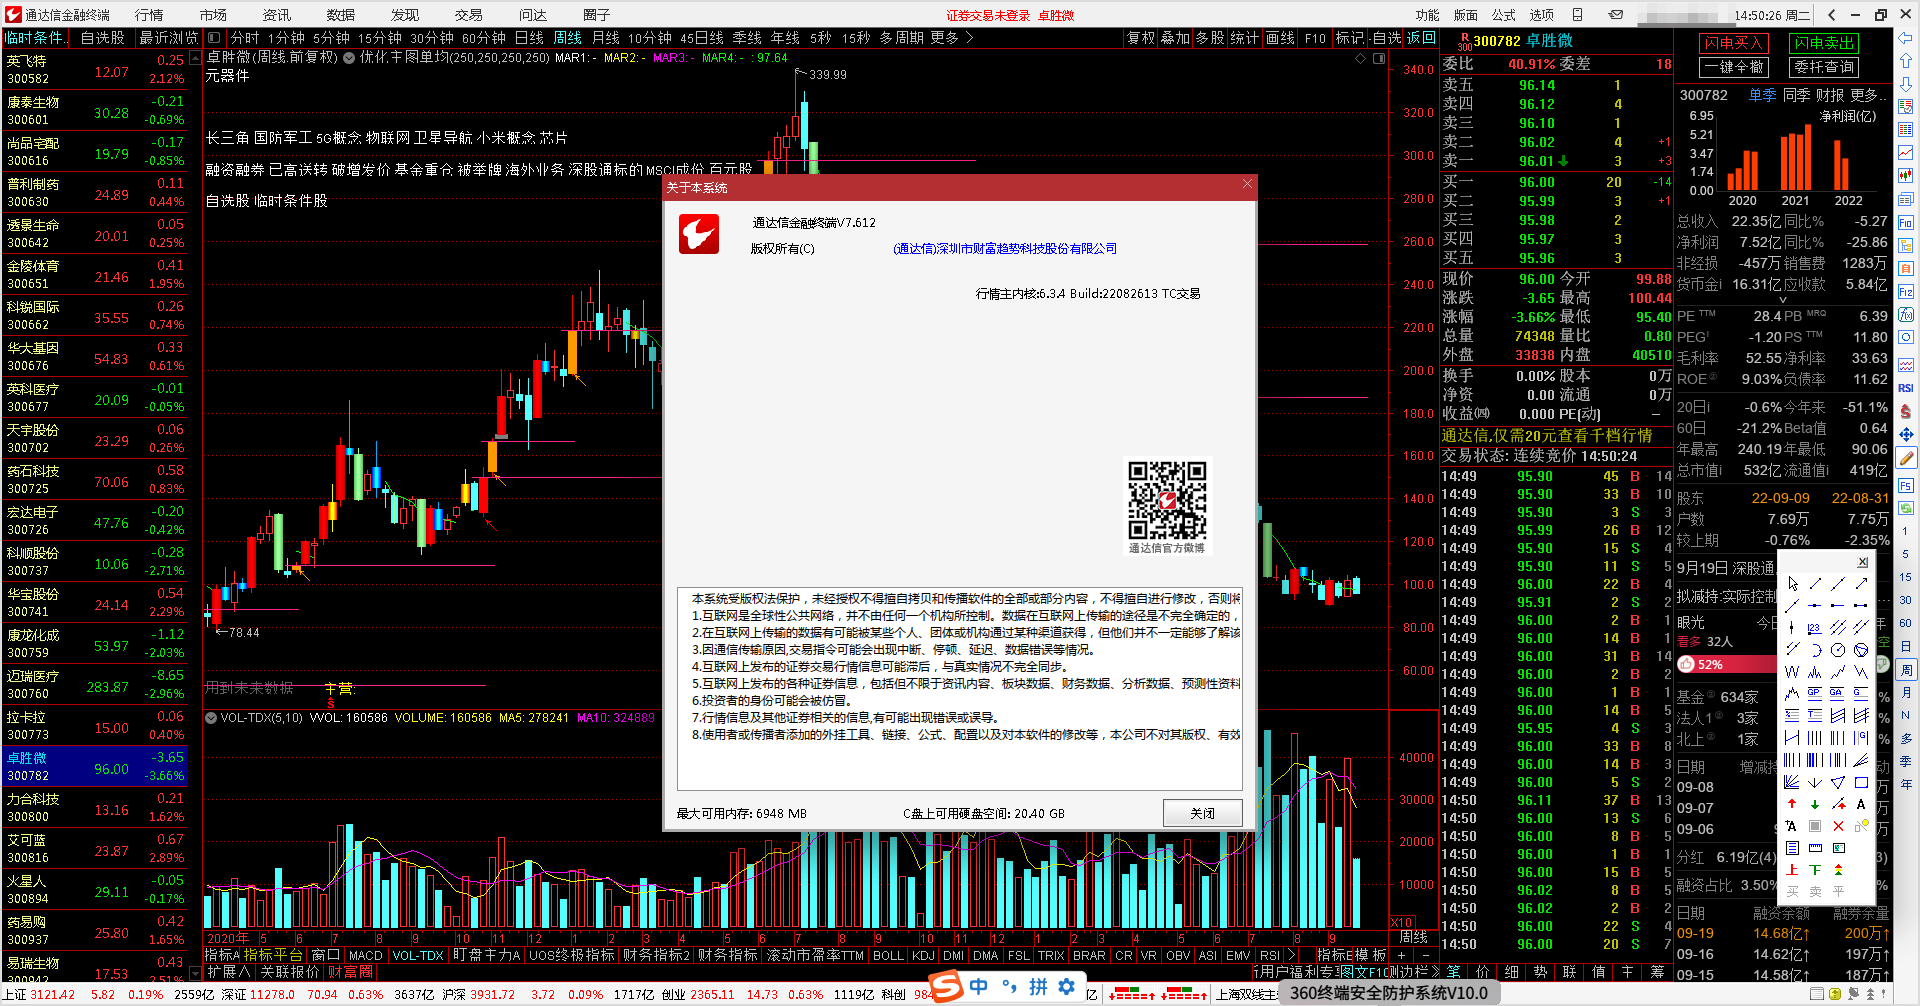 通达信金融终端 行情 市场 资讯 数据 发现 交易 问达 圈子 证券交易未登录 卓胜微 功能 版面 公式 选项 14:50:26 周二
临时条件.. 自选股 最近浏览 分时 1分钟 5分钟 15分钟 30分钟 60分钟 日线 周线 月线 10分钟 45日线 季线 年线 5秒 15秒 多周期 更多 复权 叠加 多股 统计 画线 F10 标记 -自选 返回
英飞特 300582 12.07 0.25 2.12%
康泰生物 300601 30.28 -0.21 -0.69%
尚品宅配 300616 19.79 -0.17 -0.85%
普利制药 300630 24.89 0.11 0.44%
透景生命 300642 20.01 -0.05 0.25%
金陵体育 300651 21.46 0.41 1.95%
科锐国际 300662 35.55 0.26 0.74%
华大基因 300676 54.83 0.33 0.61%
英科医疗 300677 20.09 -0.01 -0.05%
天宇股份 300702 23.29 0.06 0.26%
药石科技 300725 70.06 0.58 0.83%
宏达电子 300726 47.76 -0.20 -0.42%
科顺股份 300737 10.06 -0.28 -2.71%
华宝股份 300741 24.14 0.54 2.29%
康龙化成 300759 53.97 -1.12 -2.03%
迈瑞医疗 300760 283.87 -8.65 -2.96%
拉卡拉 300773 15.00 0.06 0.40%
卓胜微 300782 96.00 -3.65 -3.66%
力合科技 300800 13.16 0.21 1.62%
艾可蓝 300816 23.87 0.67 2.89%
火星人 300894 29.11 -0.05 -0.17%
药易购 300937 25.80 0.42 1.65%
易瑞生物 300942 17.53 0.43 2.51%
卓胜微(周线.前复权) 优化.主图单均(250,250,250,250) MAR1:- MAR2:- MAR3:- MAR4:- : 97.64
元器件
长三角 国防军工 5G概念 物联网 卫星导航 小米概念 芯片
融资融券 已高送转 破增发价 基金重仓 被举牌 海外业务 深股通标的 MSCI成份 百元股
自选股 临时条件股
339.99
340.0
320.0
300.0
280.0
260.0
240.0
220.0
200.0
180.0
160.0
140.0
120.0
100.0
80.00
60.00
78.44
用到未来数据 主营:
关于本系统
通达信金融终端V7.612
版权所有(C) (通达信)深圳市财富趋势科技股份有限公司
行情主内核:6.3.4 Build:22082613 TC交易
通达信官方微博
本系统受版权法保护，未经授权不得擅自拷贝和传播软件的全部或部分内容，不得擅自进行修改，否则将
1.互联网是全球性公共网络，并不由任何一个机构所控制。数据在互联网上传输的途径是不完全确定的，
2.在互联网上传输的数据有可能被某些个人、团体或机构通过某种渠道获得，但他们并不一定能够了解该
3.因通信传输原因,交易指令可能会出现中断、停顿、延迟、数据错误等情况。
4.互联网上发布的证券交易行情信息可能滞后，与真实情况不完全同步。
5.互联网上发布的各种证券信息，包括但不限于资讯内容、板块数据、财务数据、分析数据、预测性资料
6.投资者的身份可能会被仿冒。
7.行情信息及其他证券相关的信息,有可能出现错误或误导。
8.使用者或传播者添加的外挂工具、链接、公式、配置以及对本软件的修改等，本公司不对其版权、有效
最大可用内存: 6948 MB C盘上可用硬盘空间: 20.40 GB 关闭
VOL-TDX(5,10) VVOL: 160586 VOLUME: 160586 MA5: 278241 MA10: 324889
40000
30000
20000
10000
X10
2020年 5 6 7 8 9 10 11 12 1 2 3 4 5 6 7 8 9 10 11 12 1 2 3 4 5 6 7 8 9 周线
指标A 指标平台 窗口 MACD VOL-TDX 盯盘主力A UOS终极指标 财务指标2 财务指标 滚动市盈率TTM BOLL KDJ DMI DMA FSL TRIX BRAR CR VR OBV ASI EMV RSI 指标B 模板 + -
扩展∧ 关联报价 财富圈 新用户福利专享 图文F10 侧边栏
R 300 300782 卓胜微
委比 40.91% 委差 18
卖五 96.14 1
卖四 96.12 4
卖三 96.10 1
卖二 96.02 4 +1
卖一 96.01 3 +3
买一 96.00 20 -14
买二 95.99 3 +1
买三 95.98 2
买四 95.97 3
买五 95.96 3
现价 96.00 今开 99.88
涨跌 -3.65 最高 100.44
涨幅 -3.66% 最低 95.40
总量 74348 量比 0.80
外盘 33838 内盘 40510
换手 0.00% 股本 0万
净资 0.00 流通 0万
收益㈣ 0.000 PE(动) –
通达信,仅需20元查看千档行情
交易状态: 连续竞价 14:50:24
14:49 95.90 45 B 14
14:49 95.90 33 B 10
14:49 95.90 3 S 3
14:49 95.99 26 B 12
14:49 95.90 15 S 4
14:49 95.90 11 S 5
14:49 96.00 22 B 4
14:49 95.91 2 S 2
14:49 96.00 2 B 2
14:49 96.00 14 B 1
14:49 96.00 31 B 14
14:49 96.00 2 B 1
14:49 96.00 2 B 2
14:49 96.00 14 B 5
14:49 95.95 4 S 3
14:49 96.00 33 B 8
14:49 96.00 14 B 3
14:49 96.00 5 S 2
14:50 96.11 37 B 13
14:50 96.00 13 S 6
14:50 96.00 8 B 5
14:50 96.00 1 B 1
14:50 96.00 15 B 5
14:50 96.02 8 B 5
14:50 96.02 2 B 2
14:50 96.00 22 S 4
14:50 96.00 20 S 7
笔 价 细 势 联 值 主 筹
闪电买入 闪电卖出
一键全撤 委托查询
300782 单季 同季 财报 更多..
净利润(亿)
6.95
5.21
3.47
1.74
0.00
2020 2021 2022
总收入 22.35亿 同比% -5.27
净利润 7.52亿 同比% -25.86
非经损 -457万 销售费 1283万
货币金i 16.31亿 应收款 5.84亿
PE TTM 28.4 PB MRQ 6.39
PEG -1.20 PS TTM 11.80
毛利率 52.55 净利率 33.63
ROE 9.03% 负债率 11.62
20日i -0.6% 今年来 -51.1%
60日 -21.2% Beta值 0.64
年最高 240.19 年最低 90.06
总市值i 532亿 流通值i 419亿
股东 22-09-09 22-08-31
户数 7.69万 7.75万
较上期 -0.76% -2.35%
9月19日 深股通
拟减持:实际控制
眼光 今日
看多 32人 空
52%
基金 634家 %
法人1 3家 %
北上 1家 %
日期 增减持 动
09-08 万
09-07 万
09-06 万
分红 6.19亿(4) 3)
融资占比 3.50% %
日期 融资余额 融券余量
09-19 14.68亿↑ 200万↑
09-16 14.62亿↑ 197万↑
09-15 14.58亿↑ 187万↑
123
GP GA G
A
A
上 下
买 卖 平
F10
自
F12
RSI
F5
1
5
15
30
60
日
周
月
N
多
季
年
上证 3121.42 5.82 0.19% 2559亿 深证 11278.0 70.94 0.63% 3637亿 沪深 3931.72 3.72 0.09% 1717亿 创业 2365.11 14.73 0.63% 1119亿 科创 984 亿 上海双线主:
中 拼
360终端安全防护系统V10.0